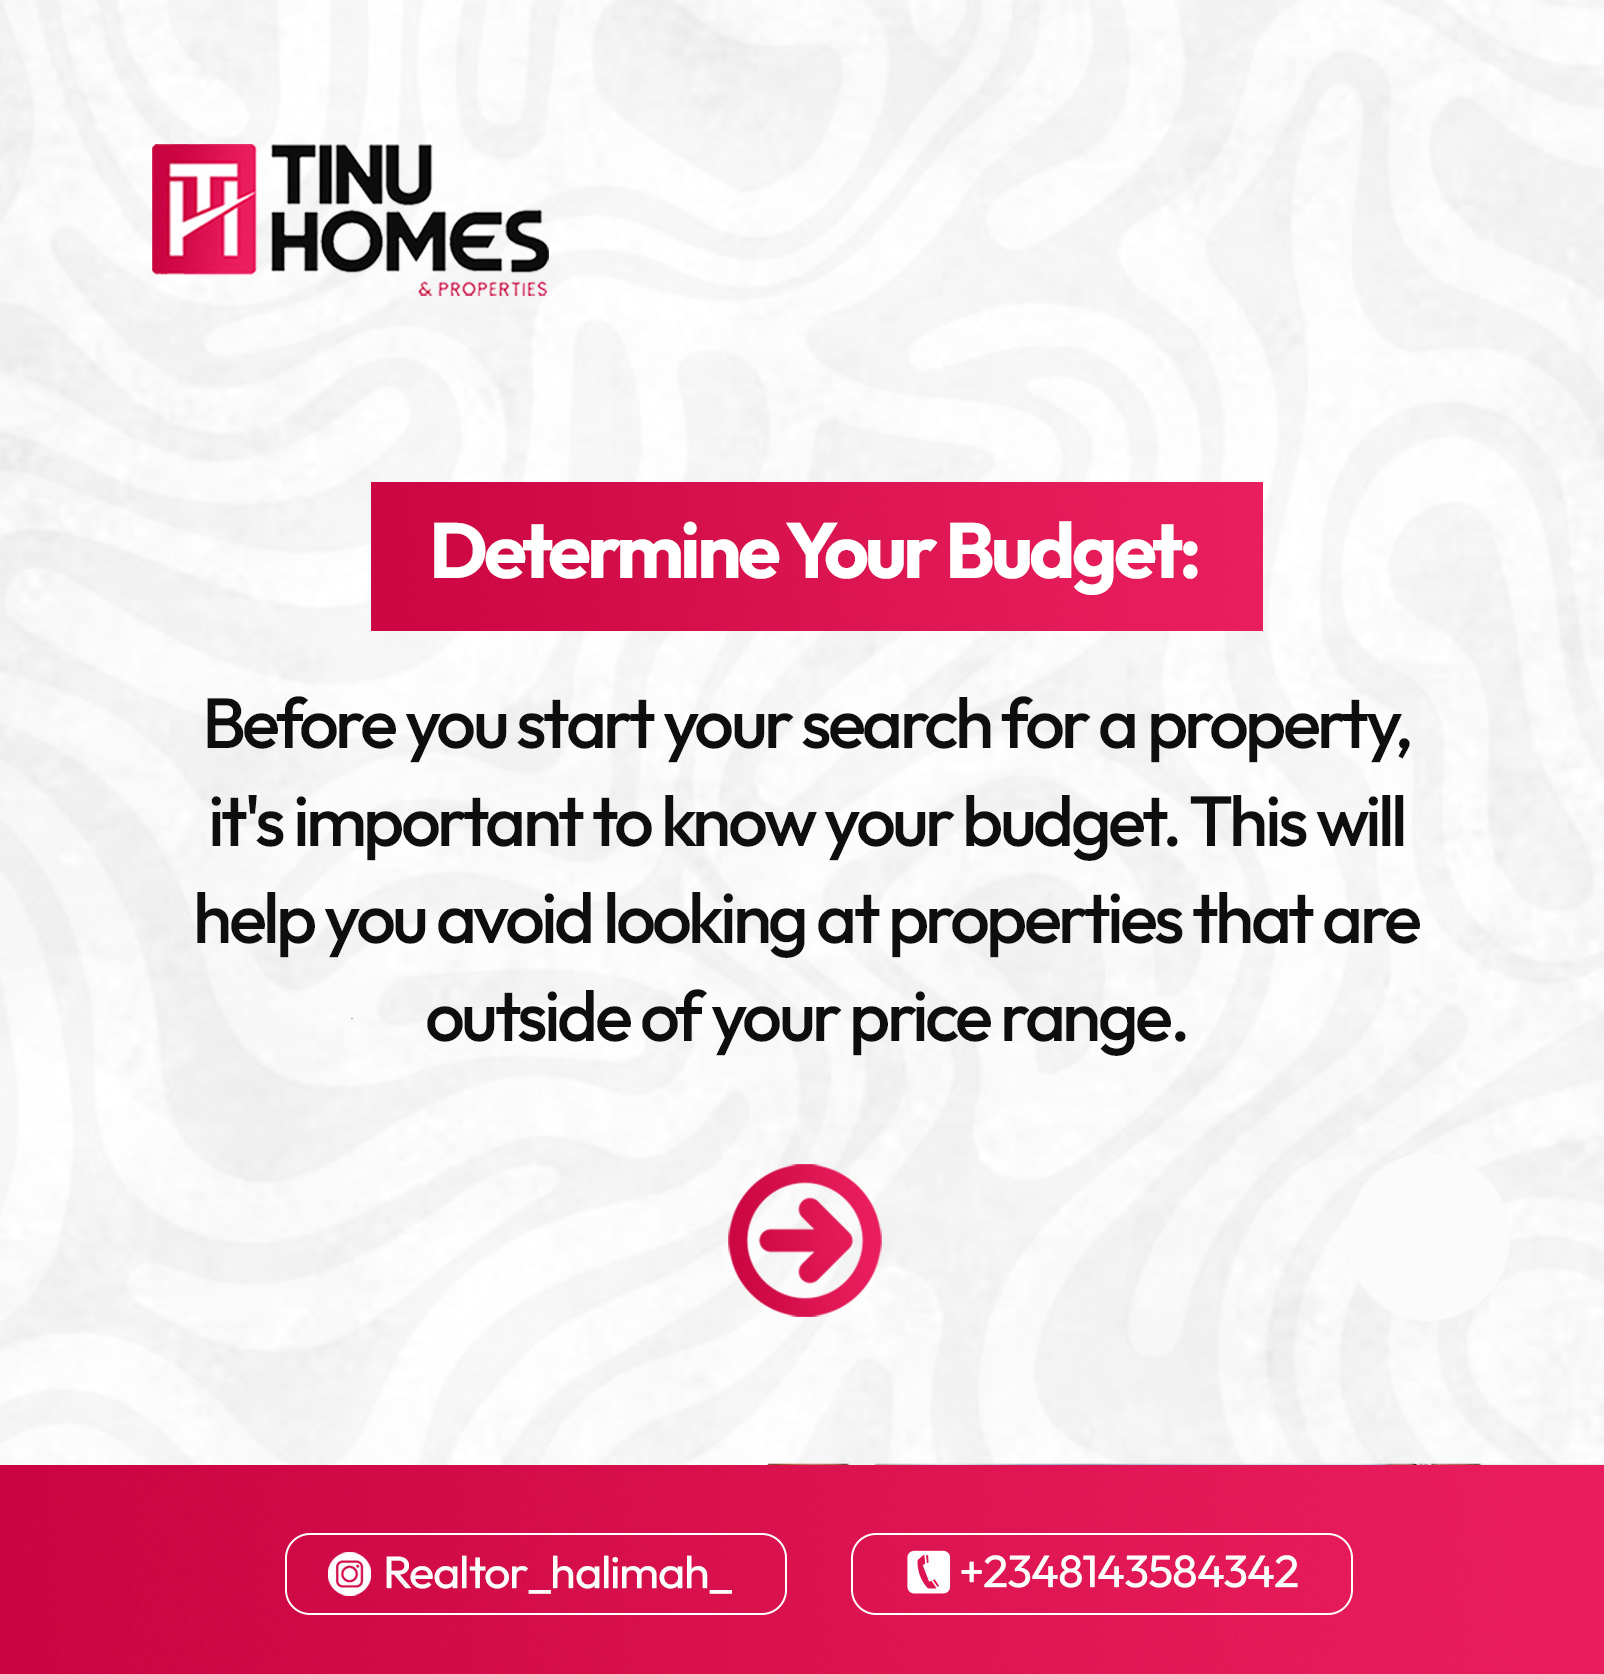 TINU
HOMES
& PROPERTIES
Determine Your Budget:
Before you start your search for a property,
it's important to know your budget. This will
help you avoid looking at properties that are
outside of your price range.
Realtor_halimah_
+2348143584342